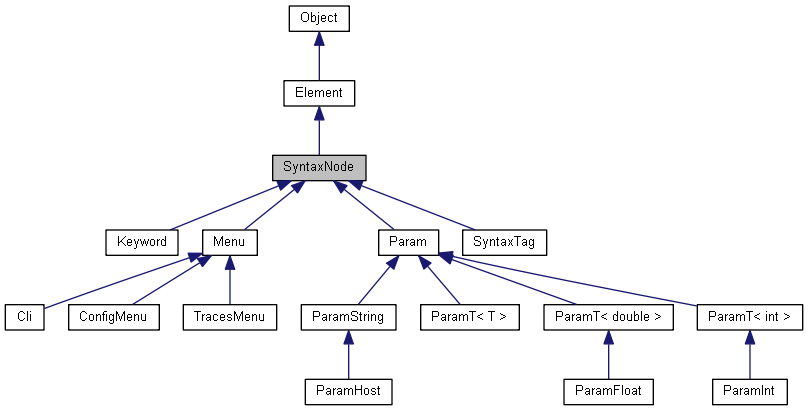 Object
Element
SyntaxNode
Keyword
Menu
Param
SyntaxTag
Cli
ConfigMenu
TracesMenu
ParamString
ParamT< T >
ParamT< double >
ParamT< int >
ParamHost
ParamFloat
ParamInt